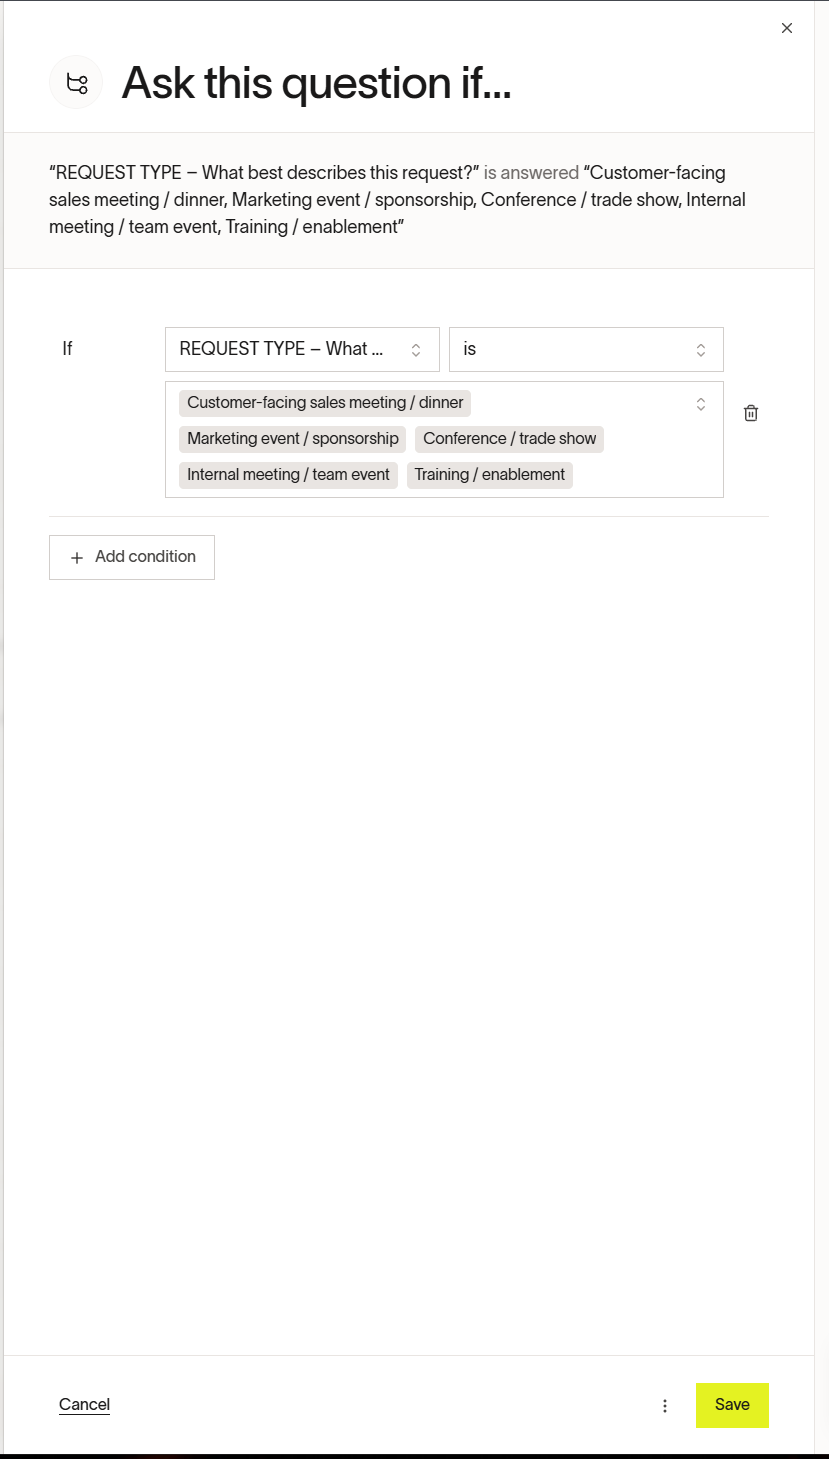 Ask this question if...
“REQUEST TYPE – What best describes this request?” is answered “Customer-facing
sales meeting / dinner, Marketing event / sponsorship, Conference / trade show, Internal
meeting / team event, Training / enablement”
If
REQUEST TYPE – What ...
is
Customer-facing sales meeting / dinner
Marketing event / sponsorship
Conference / trade show
Internal meeting / team event
Training / enablement
Add condition
Cancel
Save